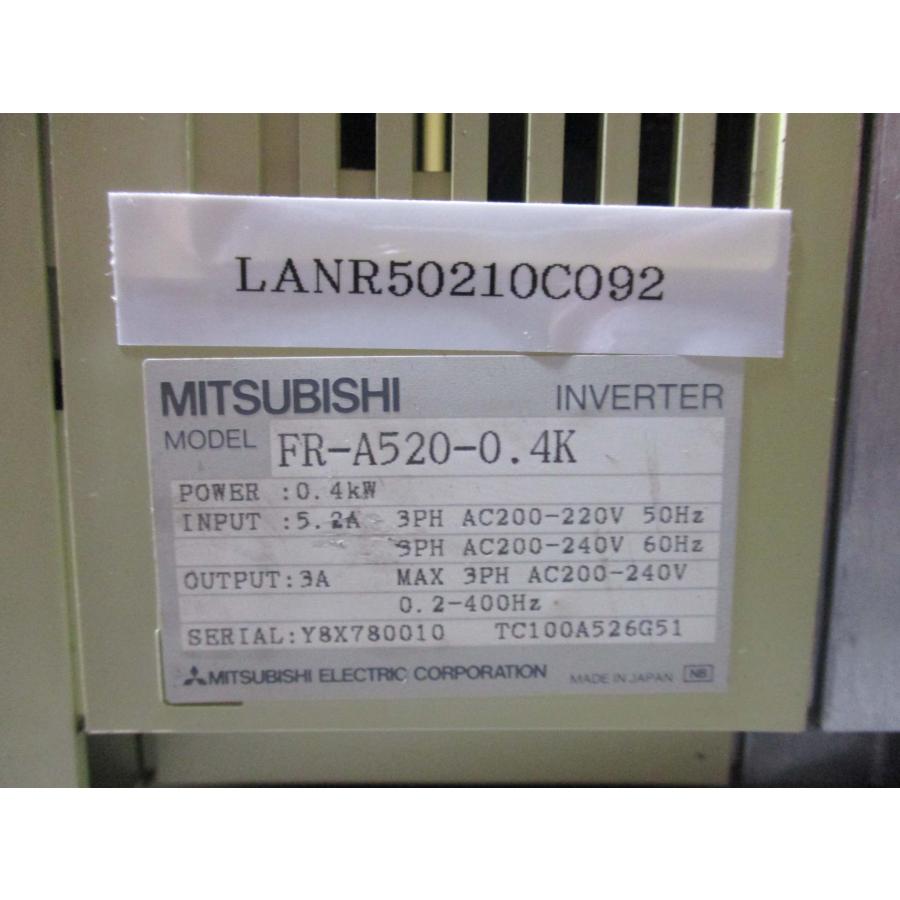 LANR50210C092
MITSUBISHI INVERTER
MODEL FR-A520-0.4K
POWER :0.4kW
INPUT :5.2A 3PH AC200-220V 50Hz
3PH AC200-240V 60Hz
OUTPUT:3A MAX 3PH AC200-240V
0.2-400Hz
SERIAL:Y8X780010 TC100A526G51
MITSUBISHI ELECTRIC CORPORATION MADE IN JAPAN NB